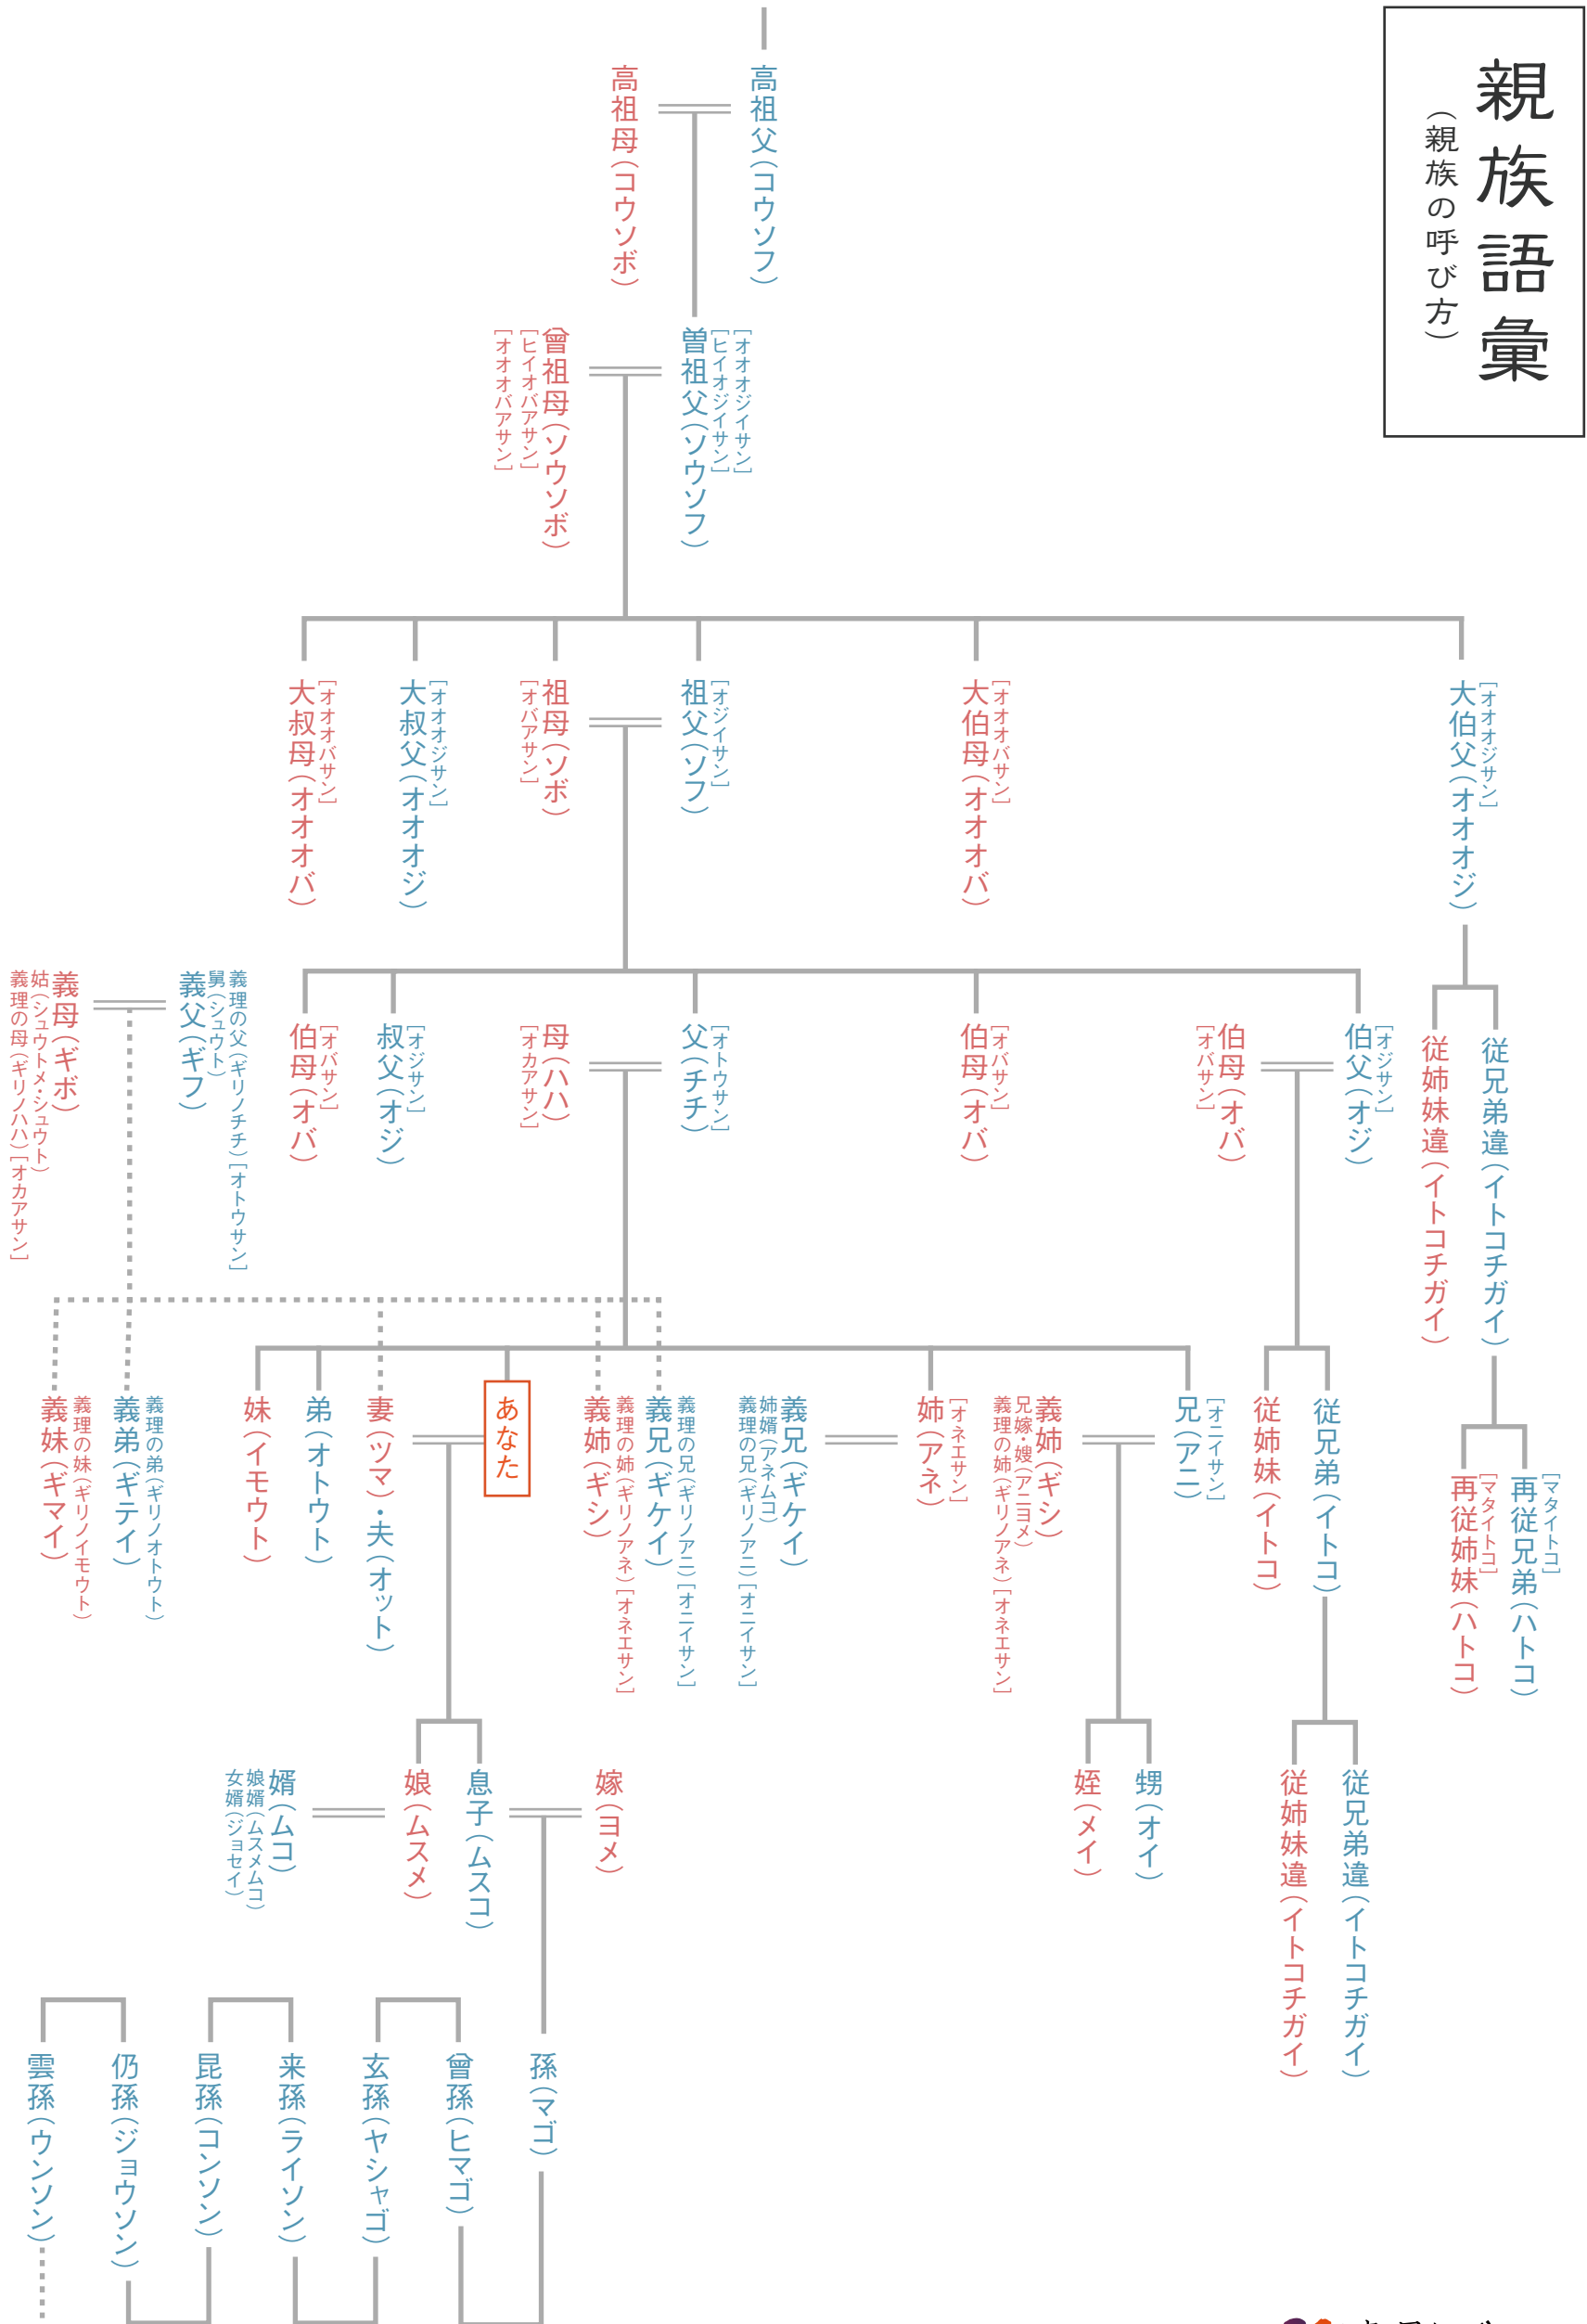 親族語彙
（親族の呼び方）
高祖父（コウソフ）
高祖母（コウソボ）
［オオオジイサン］
［ヒイオジイサン］
曽祖父（ソウソフ）
曾祖母（ソウソボ）
［ヒイオバアサン］
［オオオバアサン］
［オオオジサン］
大伯父（オオオジ）
［オオオバサン］
大伯母（オオオバ）
［オジイサン］
祖父（ソフ）
祖母（ソボ）
［オバアサン］
［オオオジサン］
大叔父（オオオジ）
［オオオバサン］
大叔母（オオオバ）
従兄弟違（イトコチガイ）
従姉妹違（イトコチガイ）
［オジサン］
伯父（オジ）
伯母（オバ）
［オバサン］
［オバサン］
伯母（オバ）
［オトウサン］
父（チチ）
母（ハハ）
［オカアサン］
［オジサン］
叔父（オジ）
［オバサン］
伯母（オバ）
義理の父（ギリノチチ）［オトウサン］
舅（シュウト）
義父（ギフ）
義母（ギボ）
姑（シュウトメ・シュウト）
義理の母（ギリノハハ）［オカアサン］
［マタイトコ］
再従兄弟（ハトコ）
［マタイトコ］
再従姉妹（ハトコ）
従兄弟（イトコ）
従姉妹（イトコ）
［オニイサン］
兄（アニ）
義姉（ギシ）
兄嫁・嫂（アニヨメ）
義理の姉（ギリノアネ）［オネエサン］
［オネエサン］
姉（アネ）
義兄（ギケイ）
姉婿（アネムコ）
義理の兄（ギリノアニ）［オニイサン］
義理の兄（ギリノアニ）［オニイサン］
義兄（ギケイ）
義理の姉（ギリノアネ）［オネエサン］
義姉（ギシ）
あなた
妻（ツマ）・夫（オット）
弟（オトウト）
妹（イモウト）
義理の弟（ギリノオトウト）
義弟（ギテイ）
義理の妹（ギリノイモウト）
義妹（ギマイ）
従兄弟違（イトコチガイ）
従姉妹違（イトコチガイ）
甥（オイ）
姪（メイ）
嫁（ヨメ）
息子（ムスコ）
娘（ムスメ）
婿（ムコ）
娘婿（ムスメムコ）
女婿（ジョセイ）
孫（マゴ）
曾孫（ヒマゴ）
玄孫（ヤシャゴ）
来孫（ライソン）
昆孫（コンソン）
仍孫（ジョウソン）
雲孫（ウンソン）